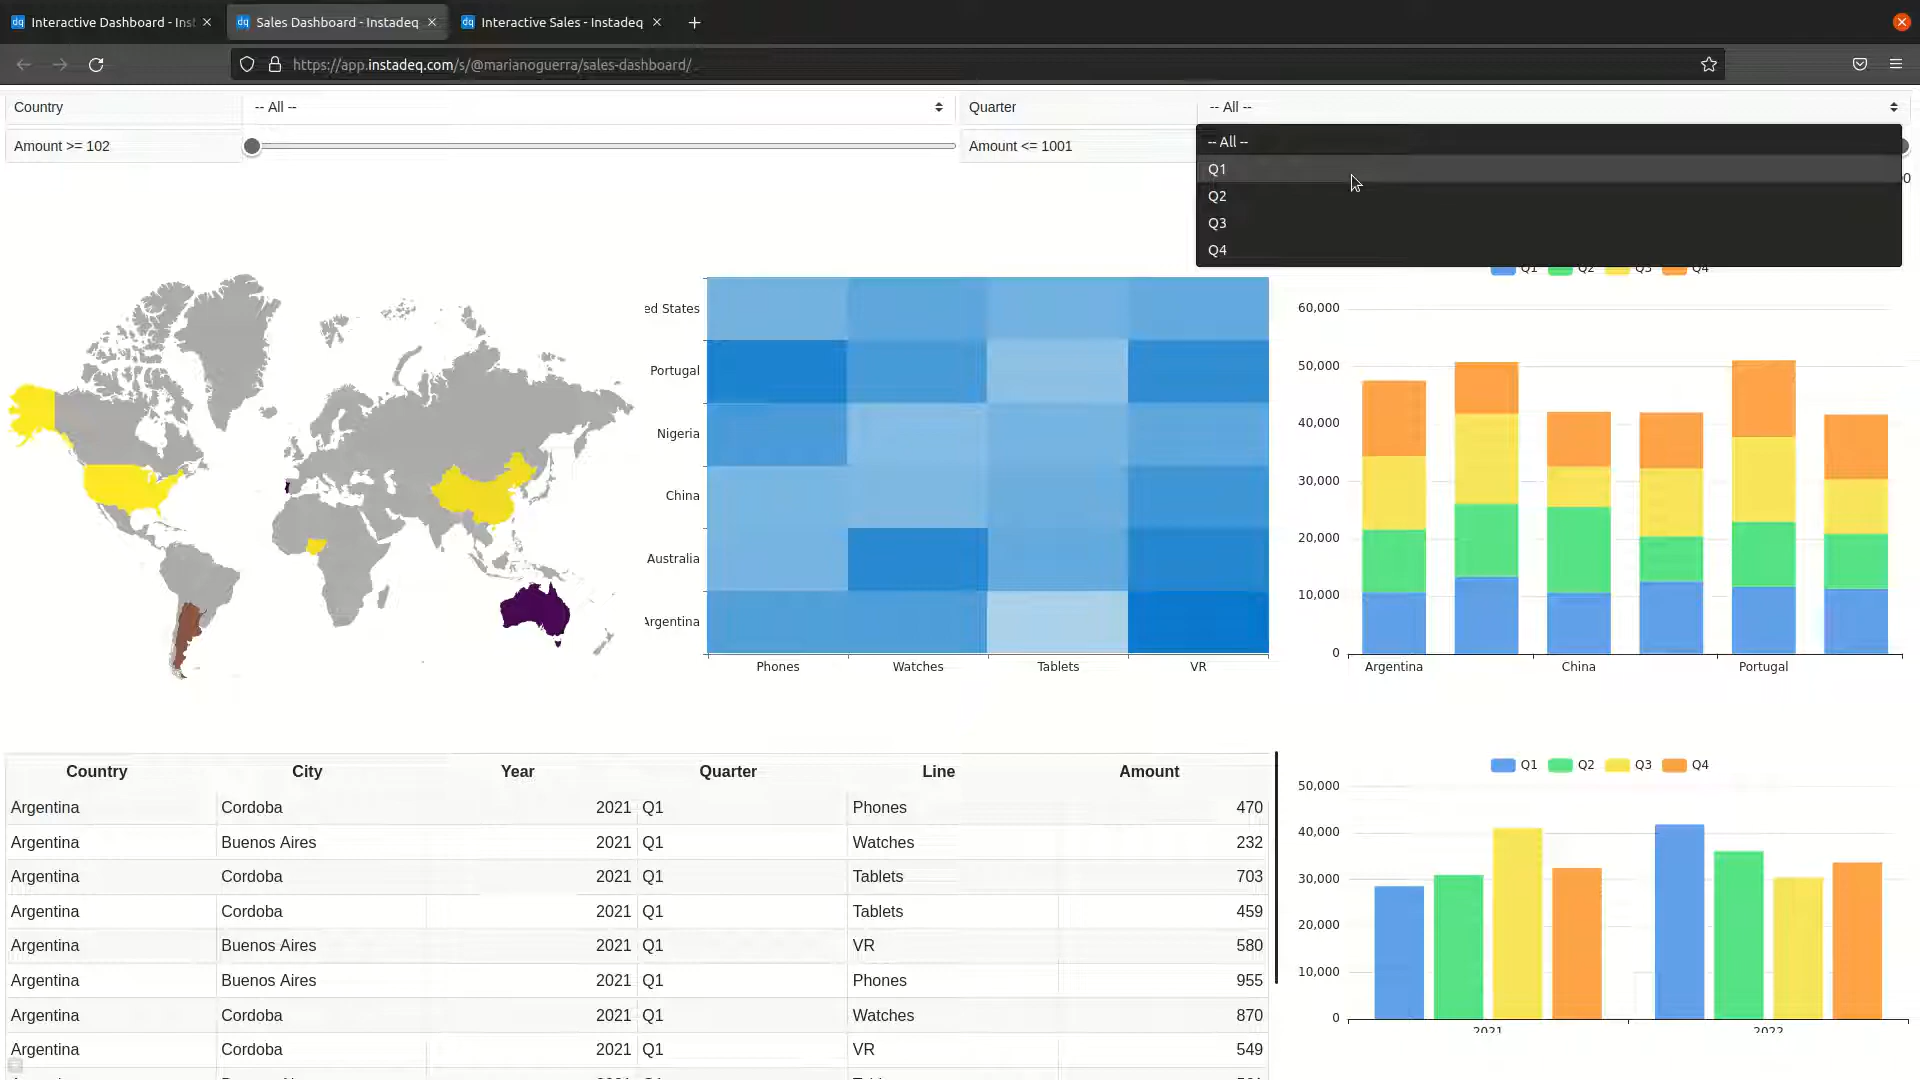 Interactive Dashboard - Inst
Sales Dashboard - Instadeq
Interactive Sales - Instadeq
https://app.instadeq.com/s/@marianoguerra/sales-dashboard/
Country
-- All --
Quarter
-- All --
Amount >= 102
Amount <= 1001
-- All --
Q1
Q2
Q3
Q4
Q1 Q2 Q3 Q4
ed States
Portugal
Nigeria
China
Australia
Argentina
Phones Watches Tablets VR
60,000
50,000
40,000
30,000
20,000
10,000
0
Argentina China Portugal
Country City Year Quarter Line Amount
Argentina Cordoba 2021 Q1 Phones 470
Argentina Buenos Aires 2021 Q1 Watches 232
Argentina Cordoba 2021 Q1 Tablets 703
Argentina Cordoba 2021 Q1 Tablets 459
Argentina Buenos Aires 2021 Q1 VR 580
Argentina Buenos Aires 2021 Q1 Phones 955
Argentina Cordoba 2021 Q1 Watches 870
Argentina Cordoba 2021 Q1 VR 549
Q1 Q2 Q3 Q4
50,000
40,000
30,000
20,000
10,000
0
2021 2022